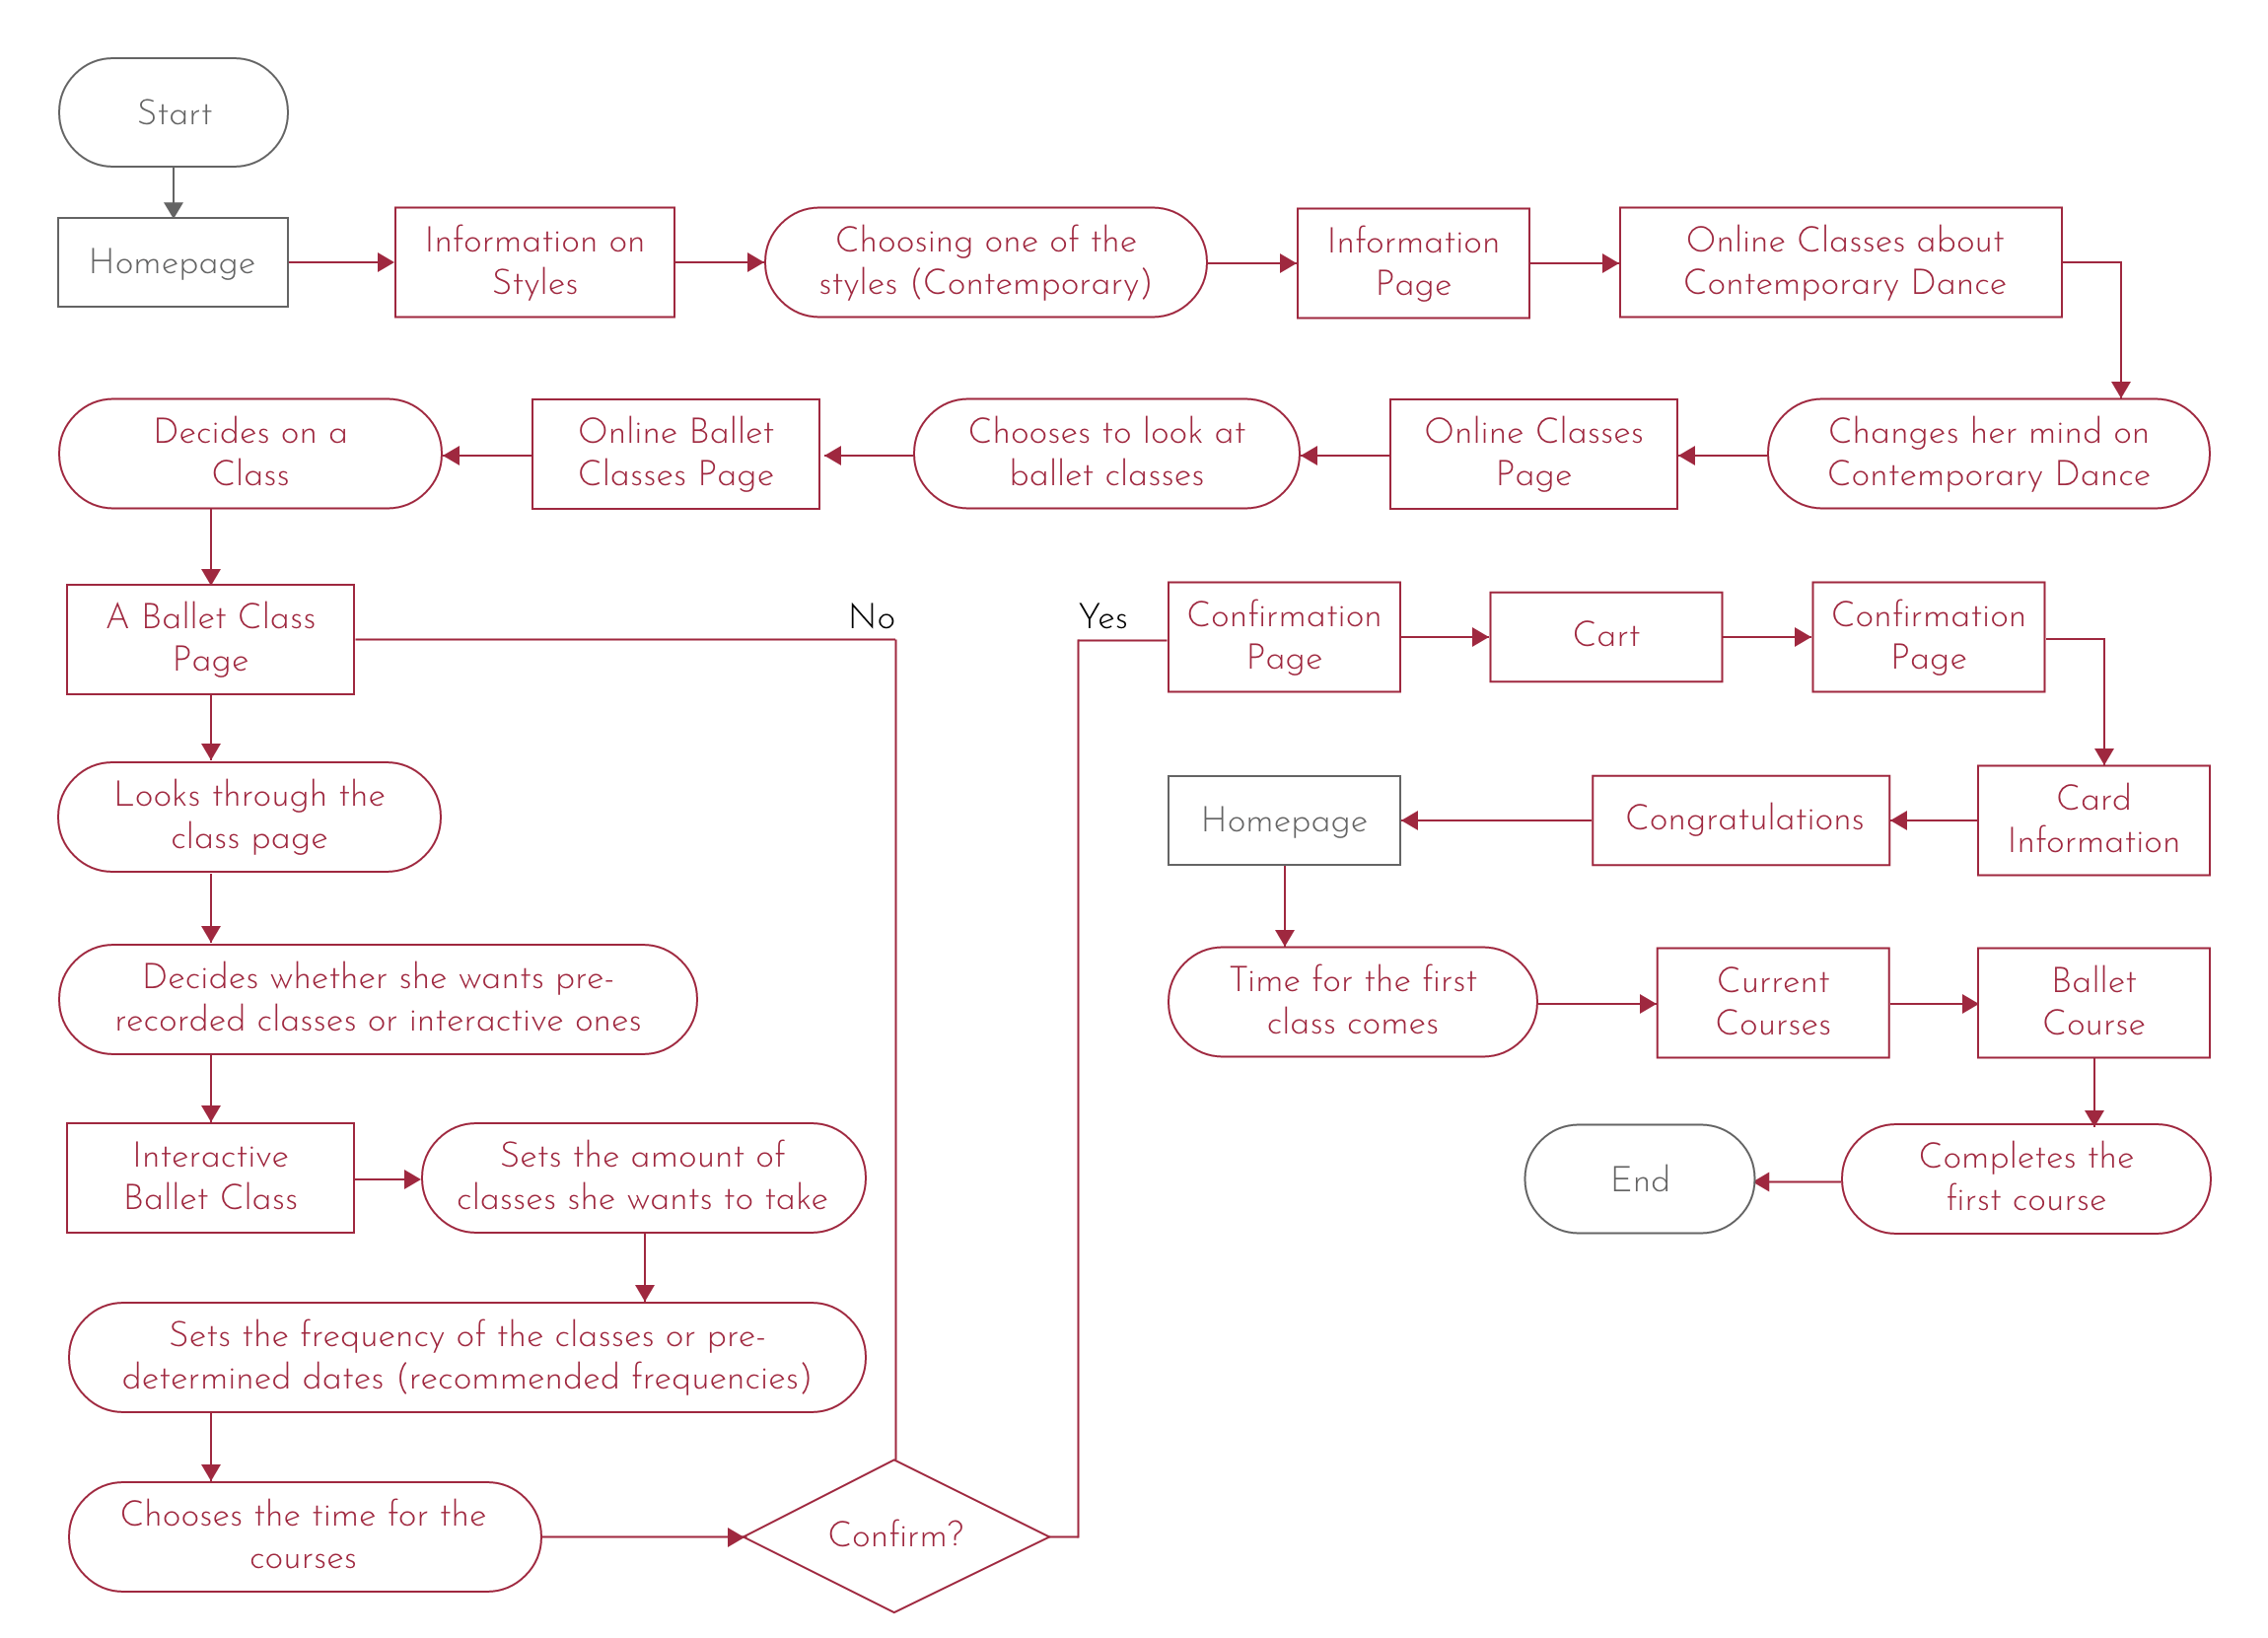 Start
Homepage
Information on
Styles
Choosing one of the
styles (Contemporary)
Information
Page
Online Classes about
Contemporary Dance
Changes her mind on
Contemporary Dance
Online Classes
Page
Chooses to look at
ballet classes
Online Ballet
Classes Page
Decides on a
Class
A Ballet Class
Page
No
Looks through the
class page
Decides whether she wants pre-
recorded classes or interactive ones
Interactive
Ballet Class
Sets the amount of
classes she wants to take
Sets the frequency of the classes or pre-
determined dates (recommended frequencies)
Chooses the time for the
courses
Confirm?
Yes
Confirmation
Page
Cart
Confirmation
Page
Card
Information
Congratulations
Homepage
Time for the first
class comes
Current
Courses
Ballet
Course
Completes the
first course
End